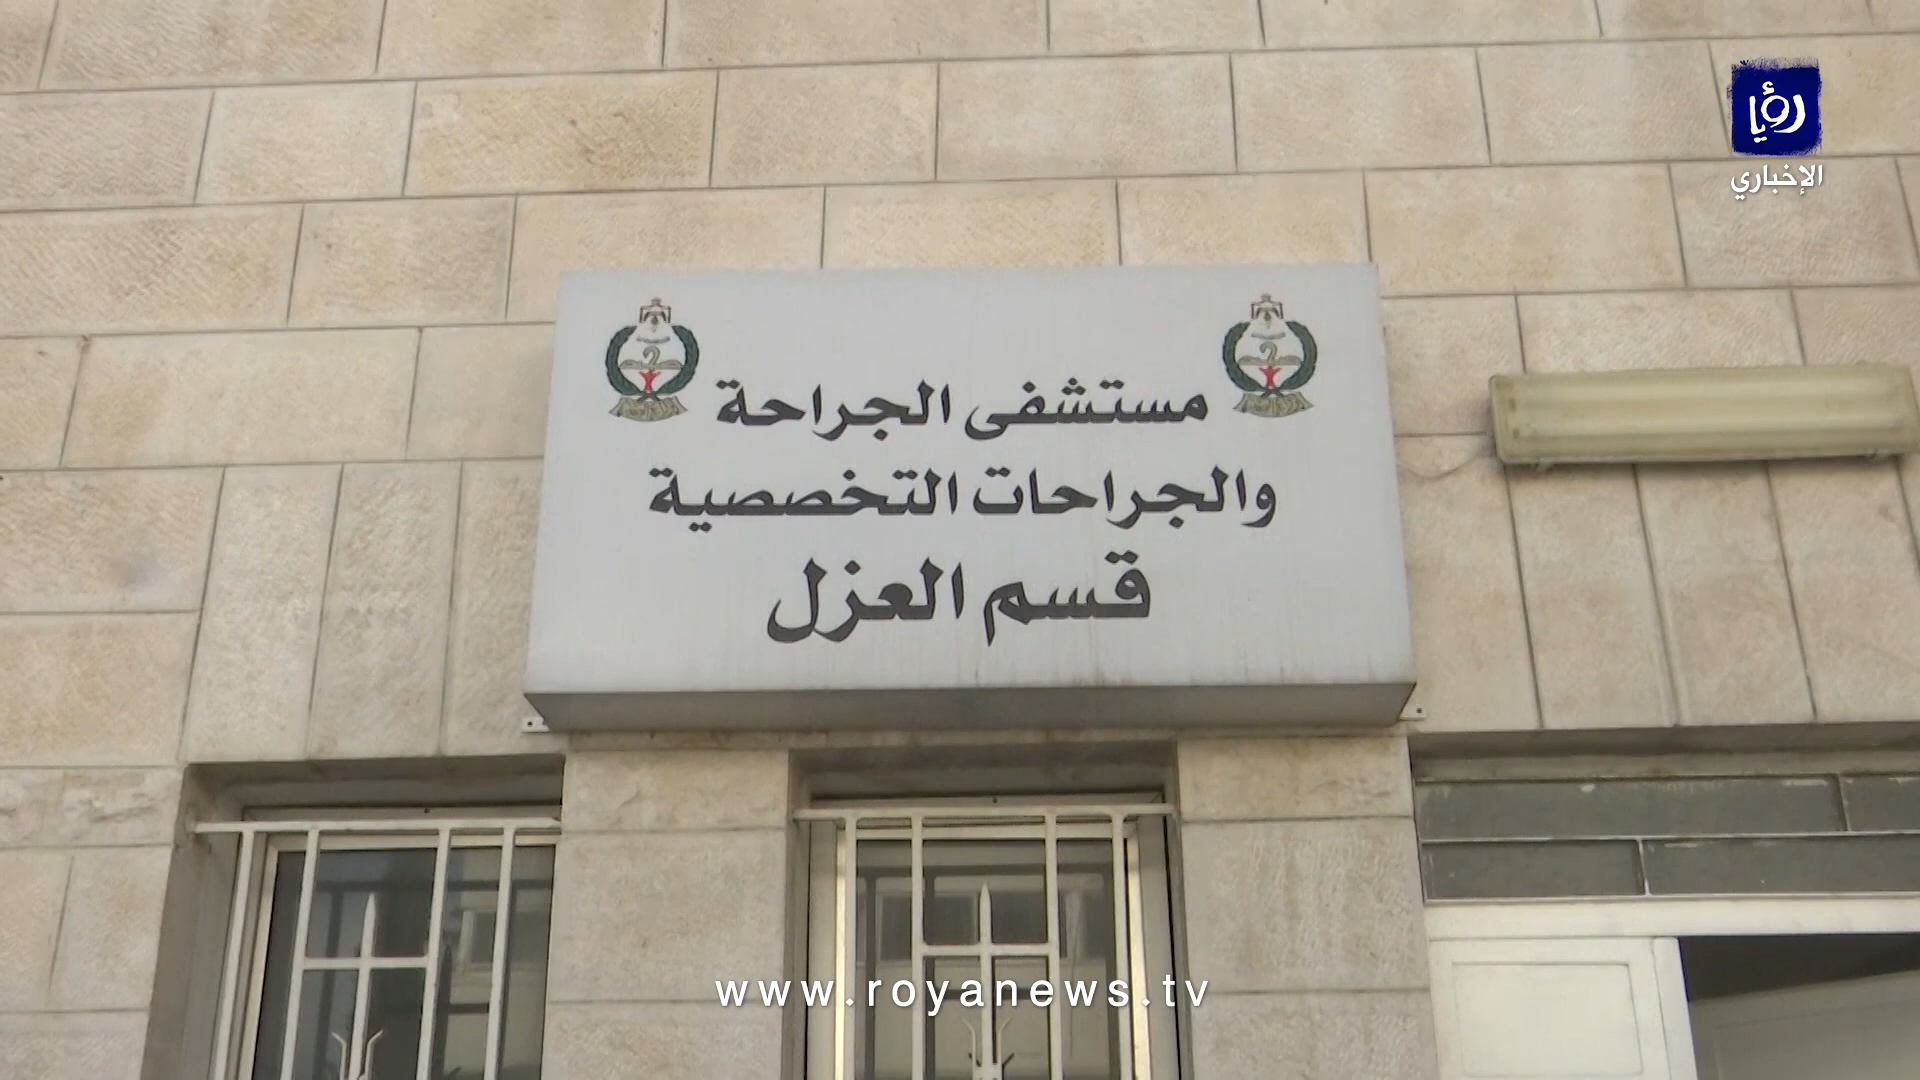 رؤيا
الإخباري
مستشفى الجراحة
والجراحات التخصصية
قسم العزل
www.royanews.tv